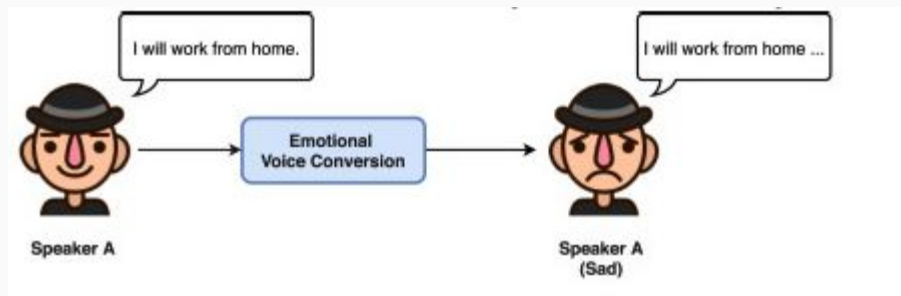 I will work from home.
I will work from home ...
Emotional
Voice Conversion
Speaker A
Speaker A
(Sad)